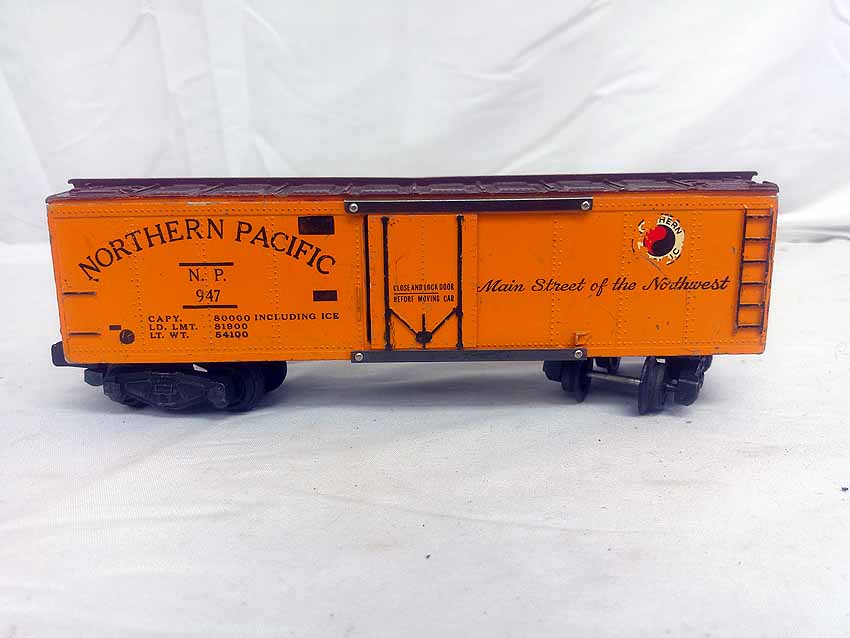 NORTHERN PACIFIC
N. P.
947
CAPY. 80000 INCLUDING ICE
LD. LMT. 81900
LT. WT. 54100
CLOSE AND LOCK DOOR
BEFORE MOVING CAR
Main Street of the Northwest